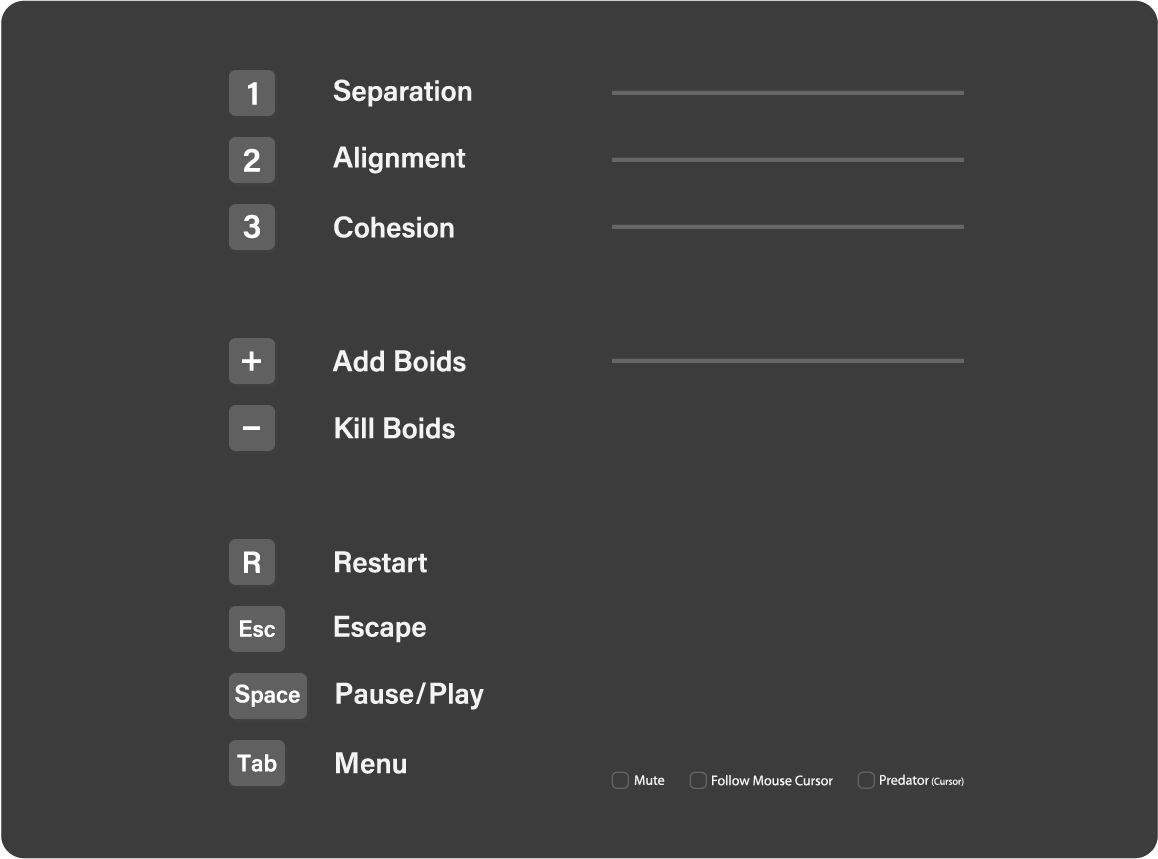 1 Separation
2 Alignment
3 Cohesion
+ Add Boids
− Kill Boids
R Restart
Esc Escape
Space Pause/Play
Tab Menu
Mute Follow Mouse Cursor Predator (Cursor)